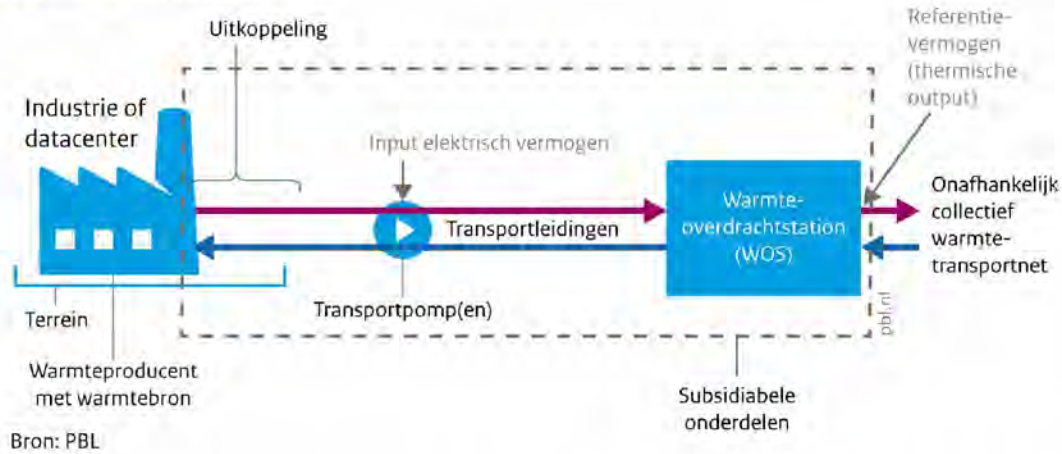 Uitkoppeling
Referentie-
vermogen
(thermische
output)
Industrie of
datacenter
Input elektrisch vermogen
Warmte-
overdrachtstation
(WOS)
Onafhankelijk
collectief
warmte-
transportnet
Transportleidingen
Transportpomp(en)
Terrein
pbl.nl
Warmteproducent
met warmtebron
Subsidiabele
onderdelen
Bron: PBL